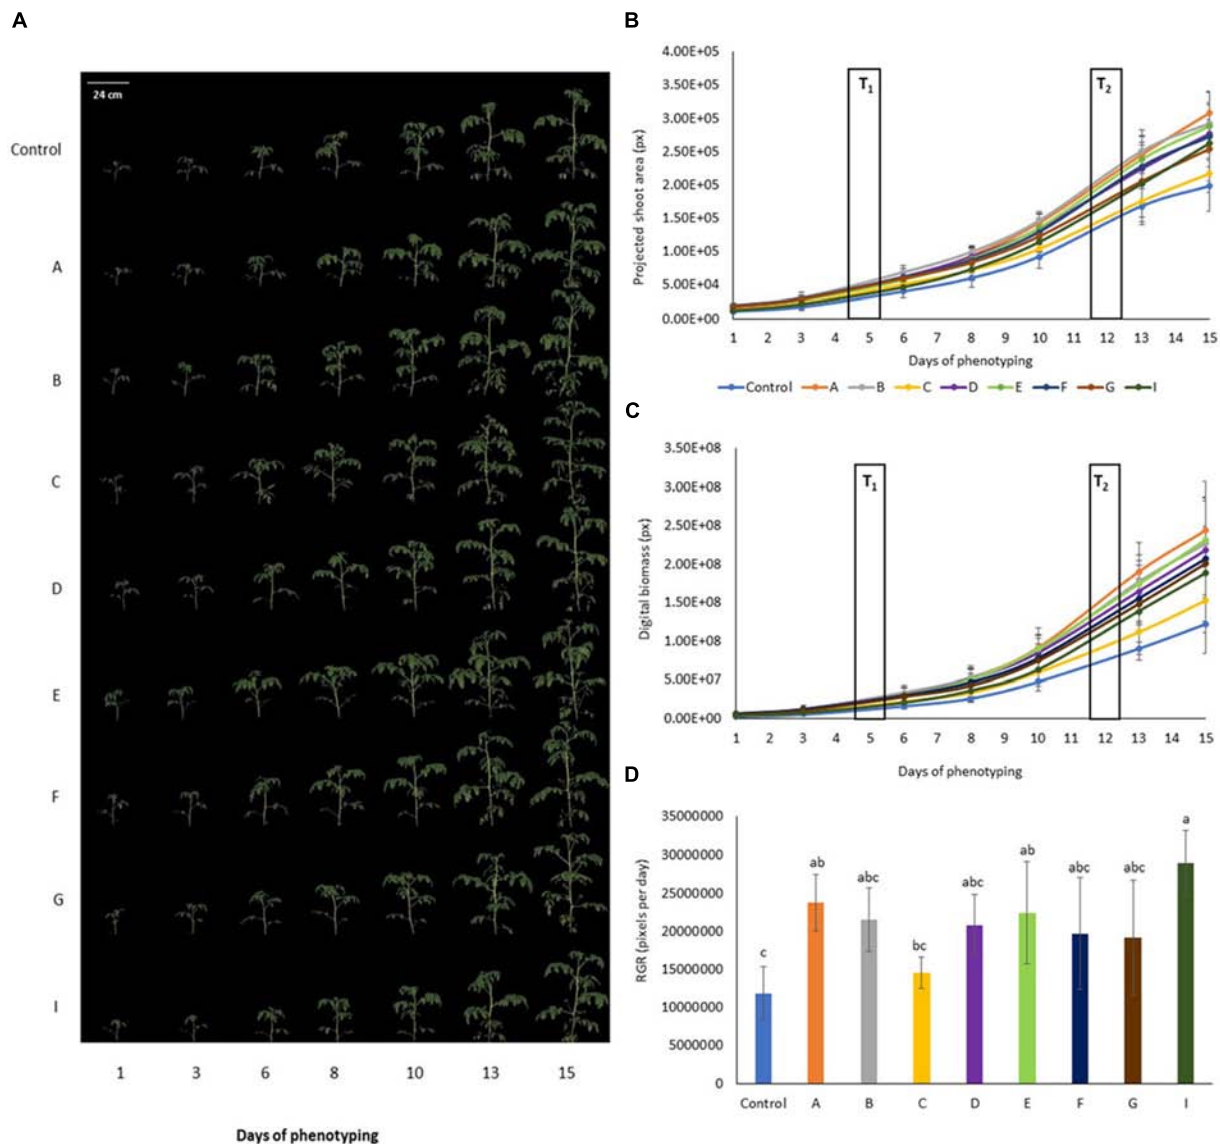 A
24 cm
Control
A
B
C
D
E
F
G
I
1 3 6 8 10 13 15
Days of phenotyping
B
Projected shoot area (px)
4.00E+05
3.50E+05
3.00E+05
2.50E+05
2.00E+05
1.50E+05
1.00E+05
5.00E+04
0.00E+00
T1
T2
1 2 3 4 5 6 7 8 9 10 11 12 13 14 15
Days of phenotyping
Control A B C D E F G I
C
Digital biomass (px)
3.50E+08
3.00E+08
2.50E+08
2.00E+08
1.50E+08
1.00E+08
5.00E+07
0.00E+00
T1
T2
1 2 3 4 5 6 7 8 9 10 11 12 13 14 15
Days of phenotyping
D
RGR (pixels per day)
35000000
30000000
25000000
20000000
15000000
10000000
5000000
0
c ab abc bc abc ab abc abc a
Control A B C D E F G I